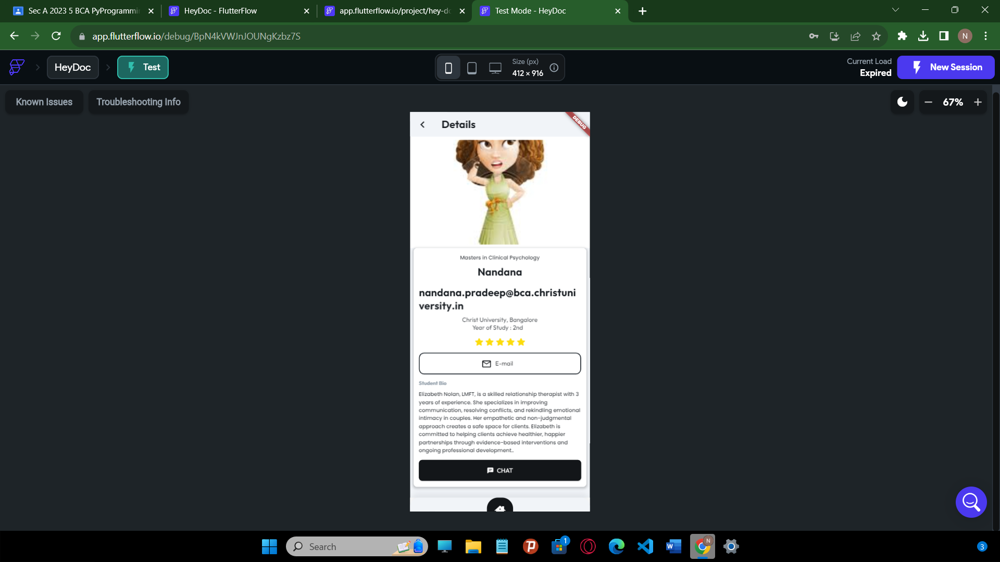 Sec A 2023 5 BCA PyProgrammi
HeyDoc - FlutterFlow
app.flutterflow.io/project/hey-do
Test Mode - HeyDoc
app.flutterflow.io/debug/BpN4kVWJnJOUNgKzbz7S
N
HeyDoc
Test
Size (px)
412 × 916
Current Load
Expired
New Session
Known Issues
Troubleshooting Info
67%
Details
DEBUG
Masters in Clinical Psychology
Nandana
nandana.pradeep@bca.christuni
versity.in
Christ University, Bangalore
Year of Study : 2nd
E-mail
Student Bio
Elizabeth Nolan, LMFT, is a skilled relationship therapist with 3
years of experience. She specializes in improving
communication, resolving conflicts, and rekindling emotional
intimacy in couples. Her empathetic and non-judgmental
approach creates a safe space for clients. Elizabeth is
committed to helping clients achieve healthier, happier
partnerships through evidence-based interventions and
ongoing professional development..
CHAT
Search
1
N
3